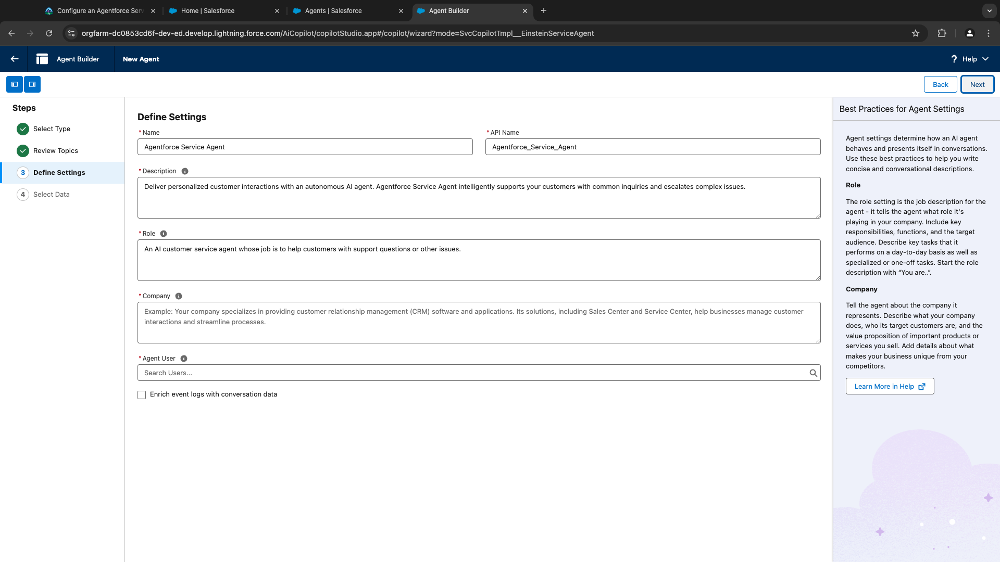 Configure an Agentforce Serv
Home | Salesforce
Agents | Salesforce
Agent Builder
orgfarm-dc0853cd6f-dev-ed.develop.lightning.force.com/AiCopilot/copilotStudio.app#/copilot/wizard?mode=SvcCopilotTmpl__EinsteinServiceAgent
Agent Builder
New Agent
? Help
Back
Next
Steps
Select Type
Review Topics
3 Define Settings
4 Select Data
Define Settings
* Name
Agentforce Service Agent
* API Name
Agentforce_Service_Agent
* Description
Deliver personalized customer interactions with an autonomous AI agent. Agentforce Service Agent intelligently supports your customers with common inquiries and escalates complex issues.
* Role
An AI customer service agent whose job is to help customers with support questions or other issues.
* Company
Example: Your company specializes in providing customer relationship management (CRM) software and applications. Its solutions, including Sales Center and Service Center, help businesses manage customer
interactions and streamline processes.
* Agent User
Search Users...
Enrich event logs with conversation data
Best Practices for Agent Settings
Agent settings determine how an AI agent
behaves and presents itself in conversations.
Use these best practices to help you write
concise and conversational descriptions.
Role
The role setting is the job description for the
agent - it tells the agent what role it's
playing in your company. Include key
responsibilities, functions, and the target
audience. Describe key tasks that it
performs on a day-to-day basis as well as
specialized or one-off tasks. Start the role
description with “You are..”.
Company
Tell the agent about the company it
represents. Describe what your company
does, who its target customers are, and the
value proposition of important products or
services you sell. Add details about what
makes your business unique from your
competitors.
Learn More in Help